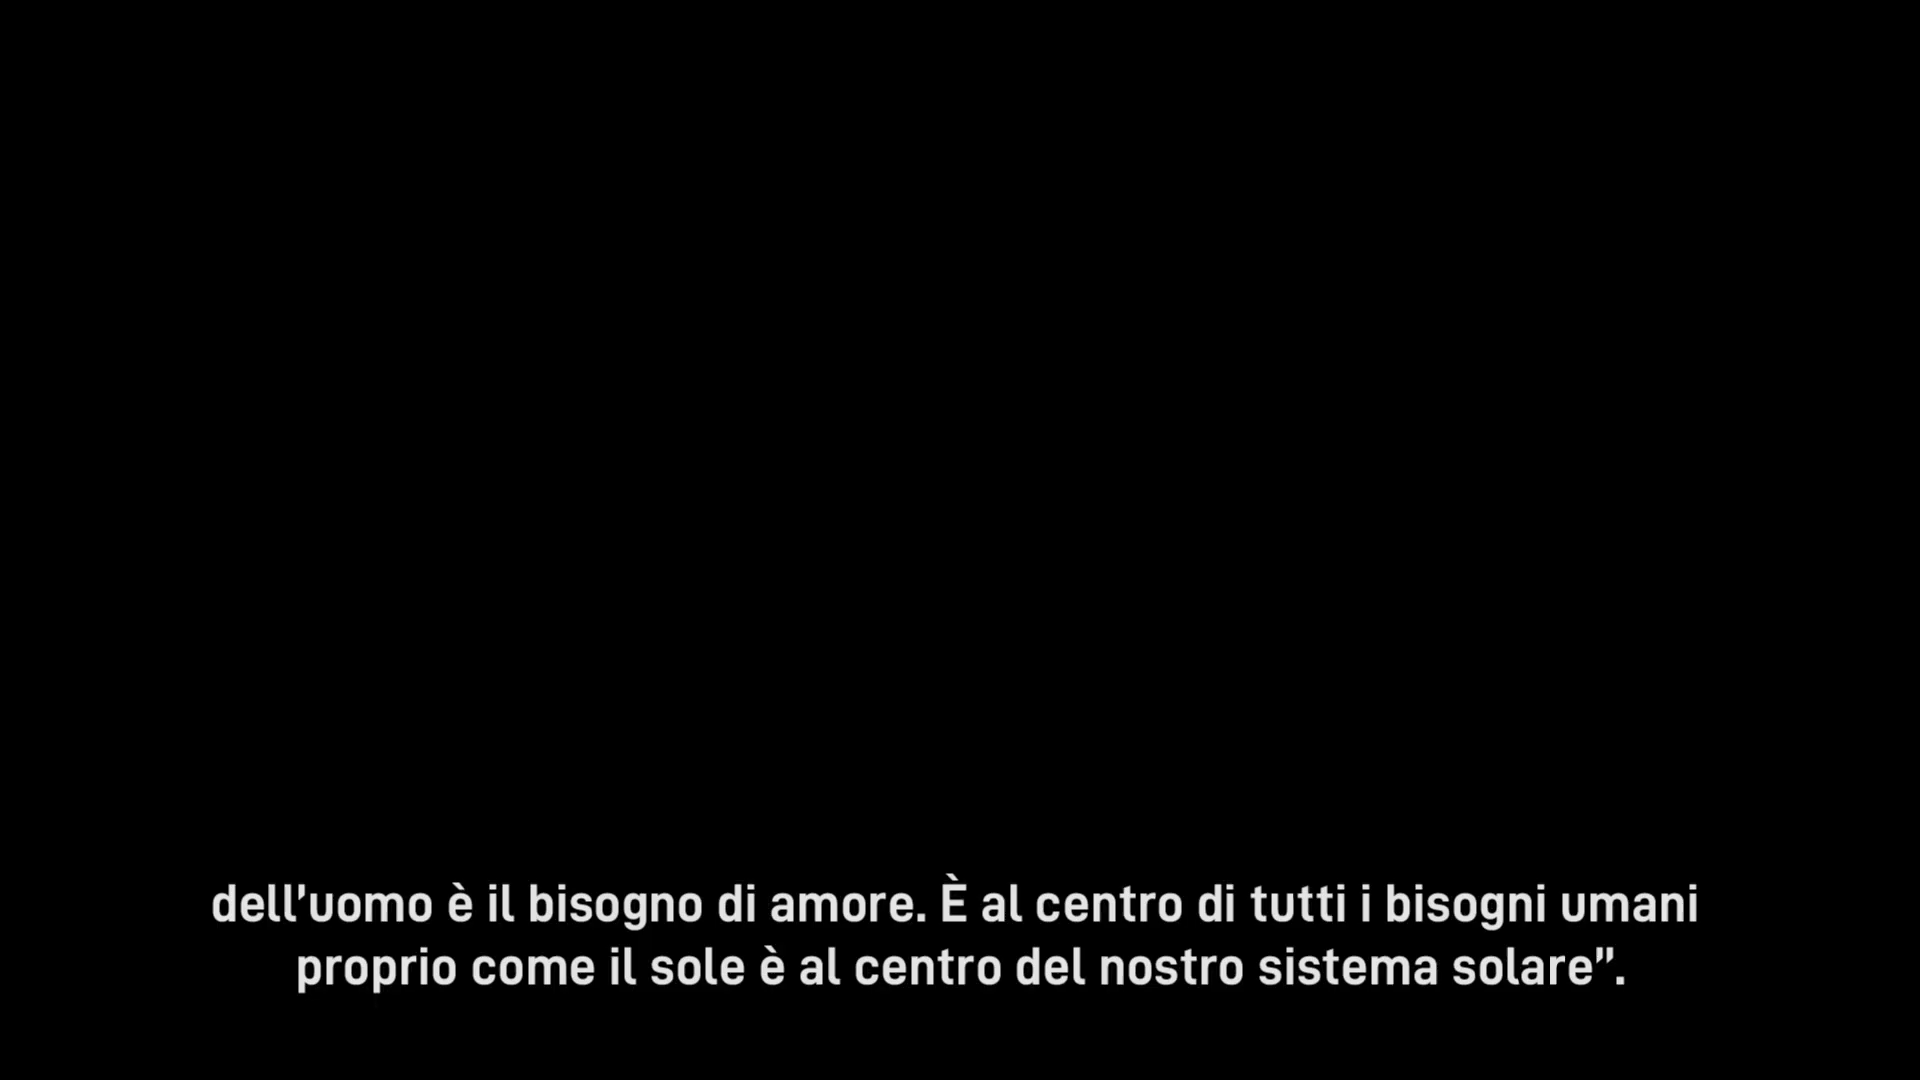 dell’uomo è il bisogno di amore. È al centro di tutti i bisogni umani
proprio come il sole è al centro del nostro sistema solare”.